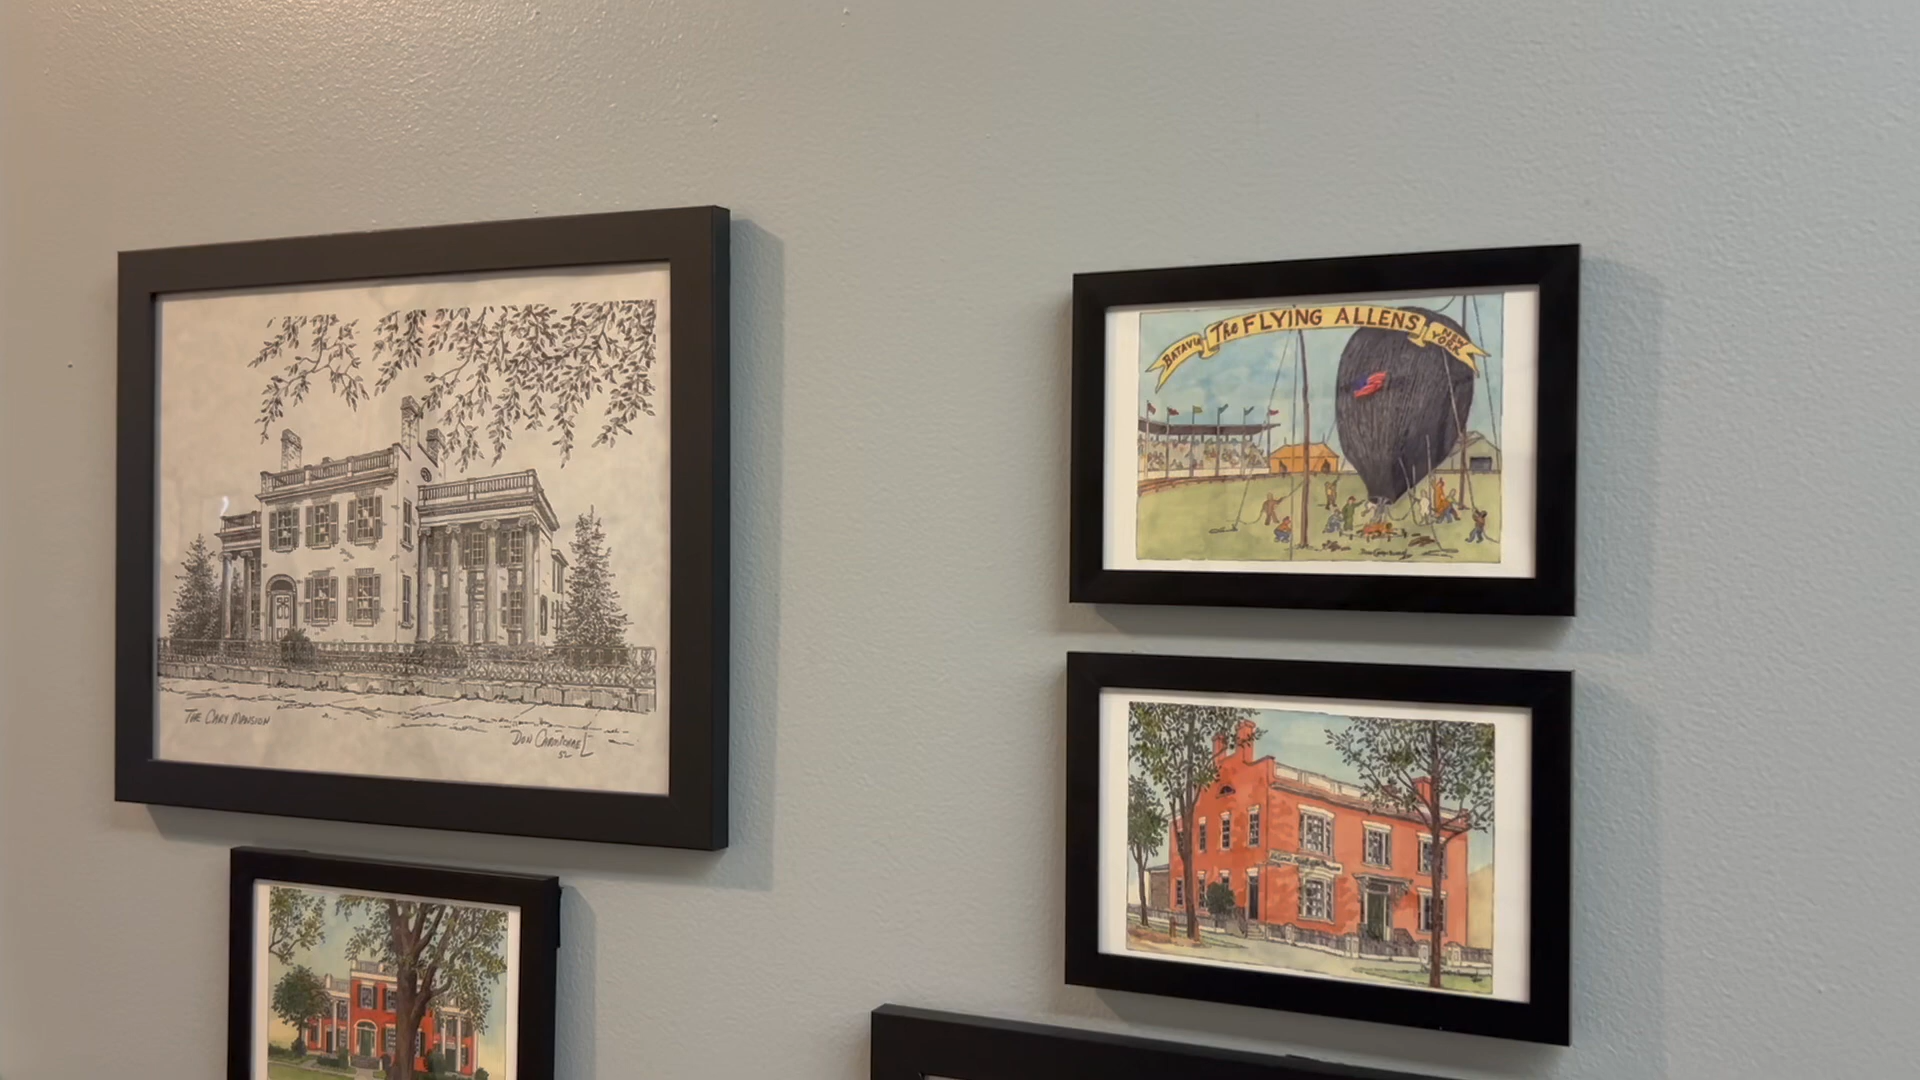 THE CARY MANSION
DON CARMICHAEL
The FLYING ALLENS
BATAVIA
NEW YORK